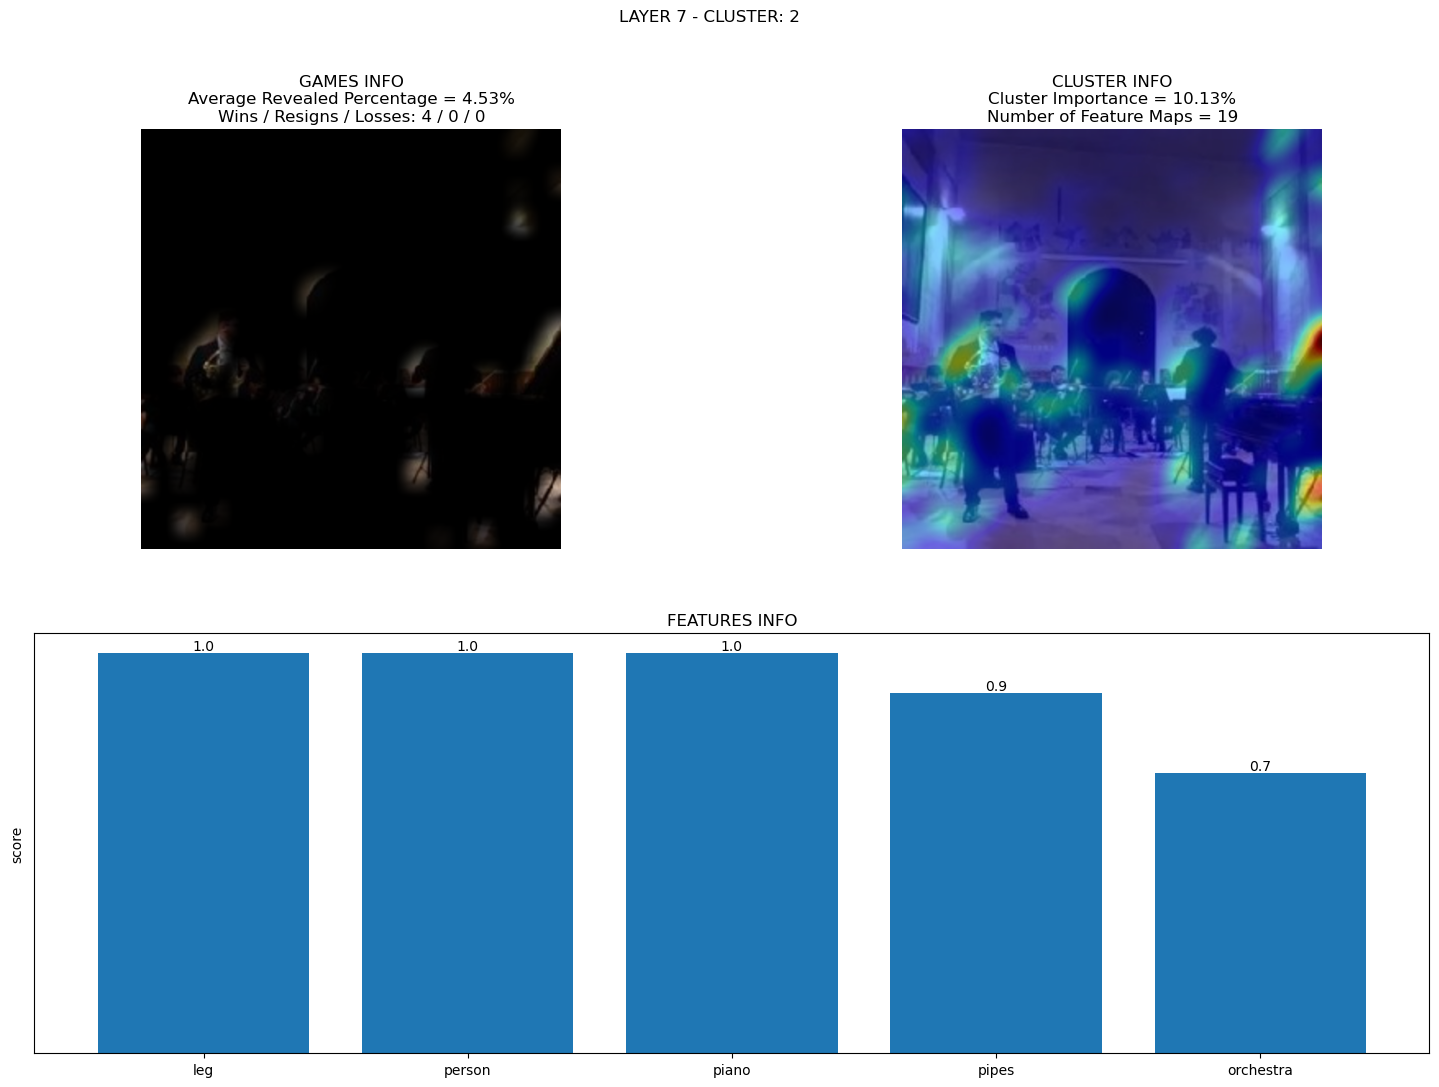 LAYER 7 - CLUSTER: 2
GAMES INFO
Average Revealed Percentage = 4.53%
Wins / Resigns / Losses: 4 / 0 / 0
CLUSTER INFO
Cluster Importance = 10.13%
Number of Feature Maps = 19
FEATURES INFO
1.0
1.0
1.0
0.9
0.7
score
leg
person
piano
pipes
orchestra